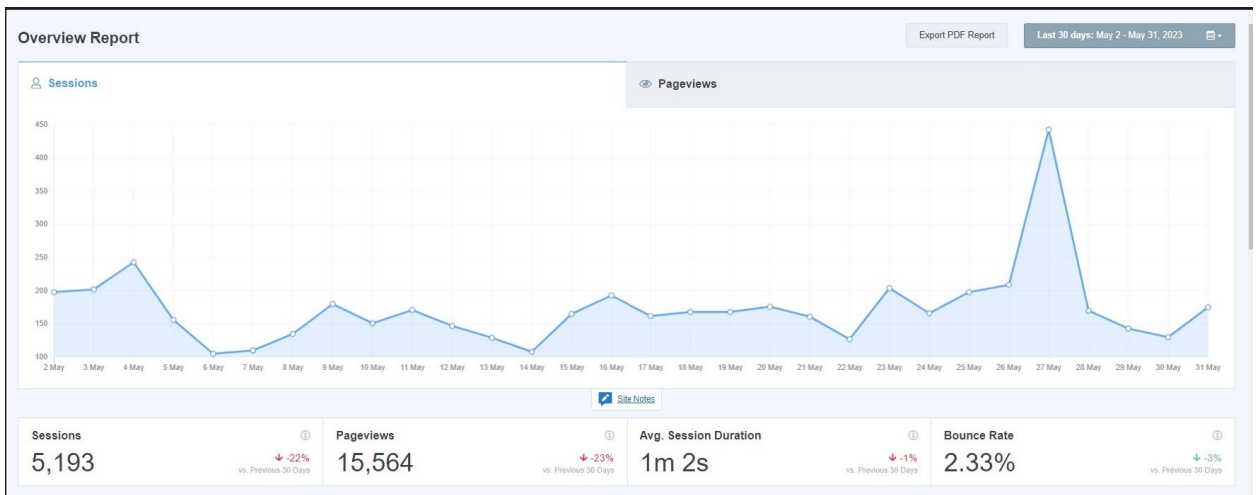 Overview Report
Export PDF Report
Last 30 days: May 2 - May 31, 2023
Sessions
Pageviews
450
400
350
300
250
200
150
100
2 May 3 May 4 May 5 May 6 May 7 May 8 May 9 May 10 May 11 May 12 May 13 May 14 May 15 May 16 May 17 May 18 May 19 May 20 May 21 May 22 May 23 May 24 May 25 May 26 May 27 May 28 May 29 May 30 May 31 May
Site Notes
Sessions
5,193
-22%
vs. Previous 30 Days
Pageviews
15,564
-23%
vs. Previous 30 Days
Avg. Session Duration
1m 2s
-1%
vs. Previous 30 Days
Bounce Rate
2.33%
-3%
vs. Previous 30 Days